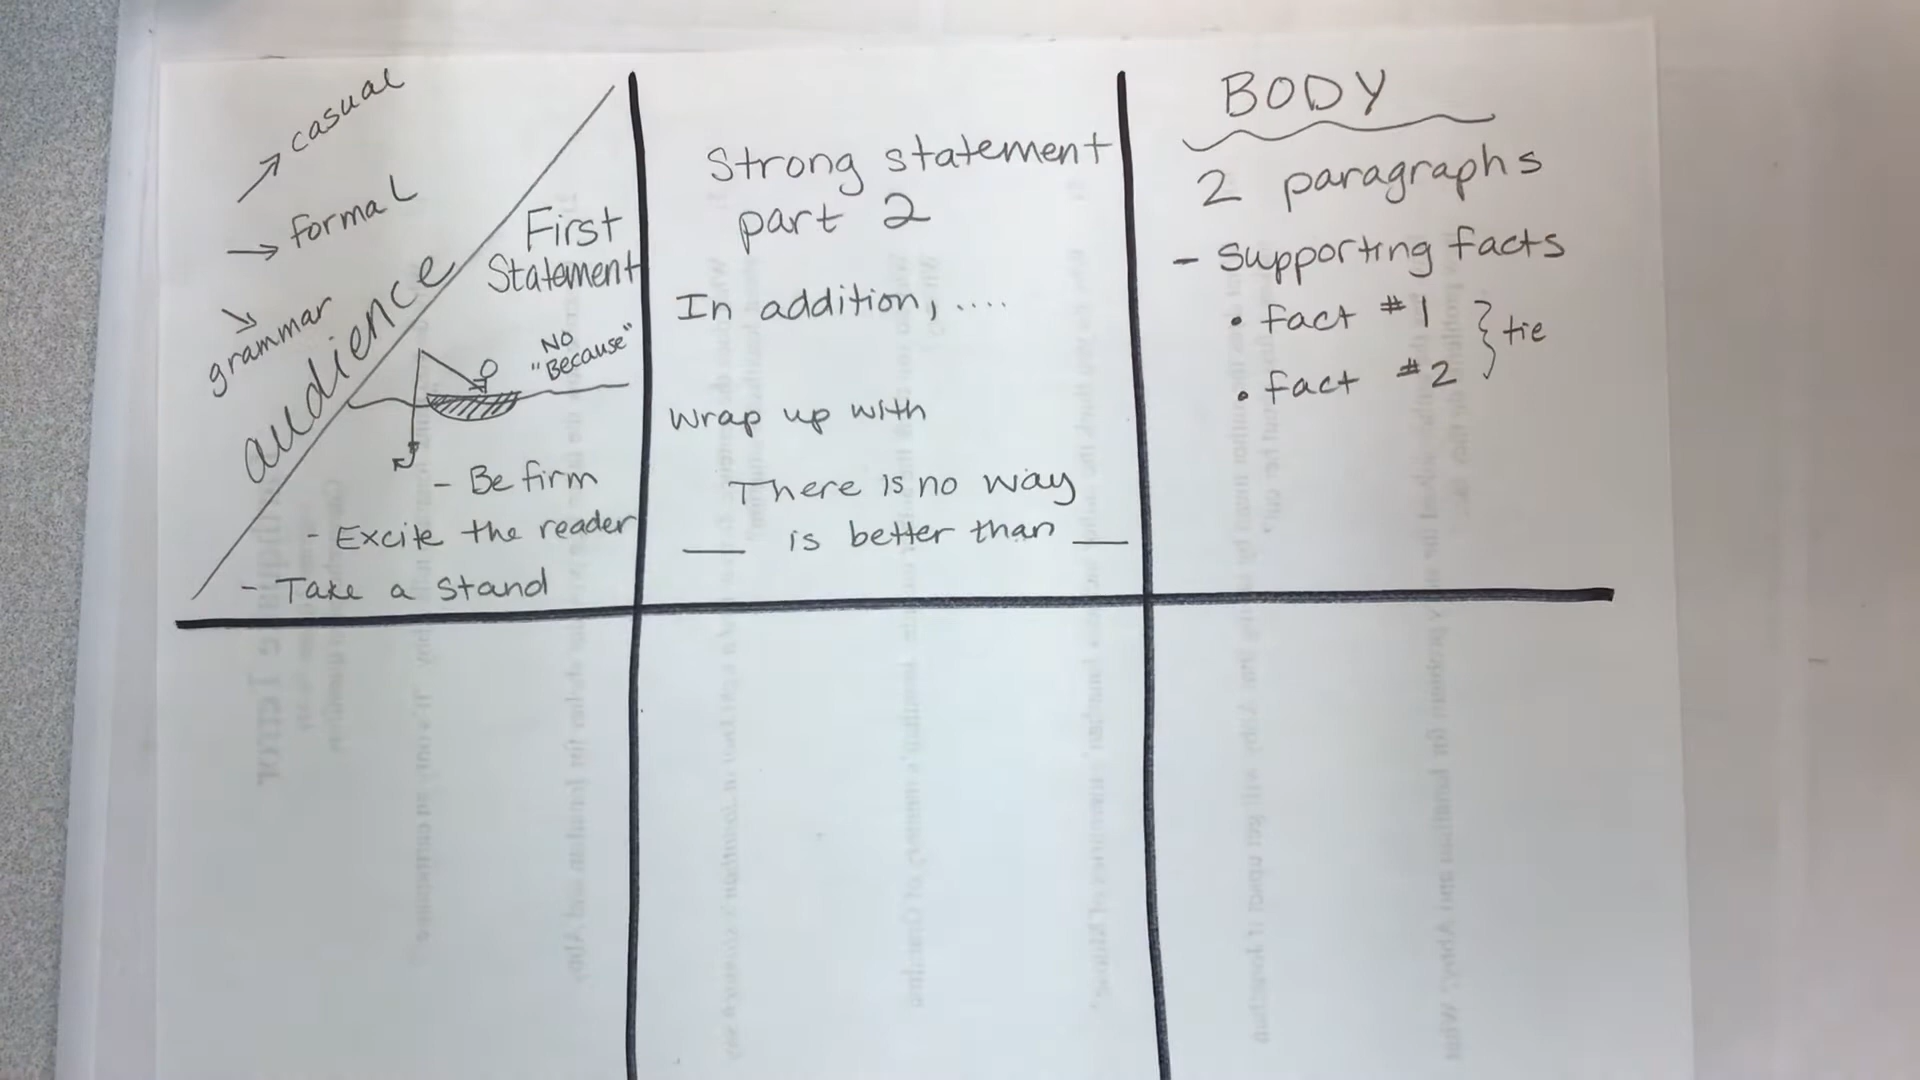 casual
formal
grammar
audience
First
Statement
NO
"Because"
- Be firm
- Excite the reader
- Take a stand
Strong statement
part 2
In addition, ....
Wrap up with
There is no way
__ is better than __
BODY
2 paragraphs
- Supporting facts
• fact #1
• fact #2
} tie